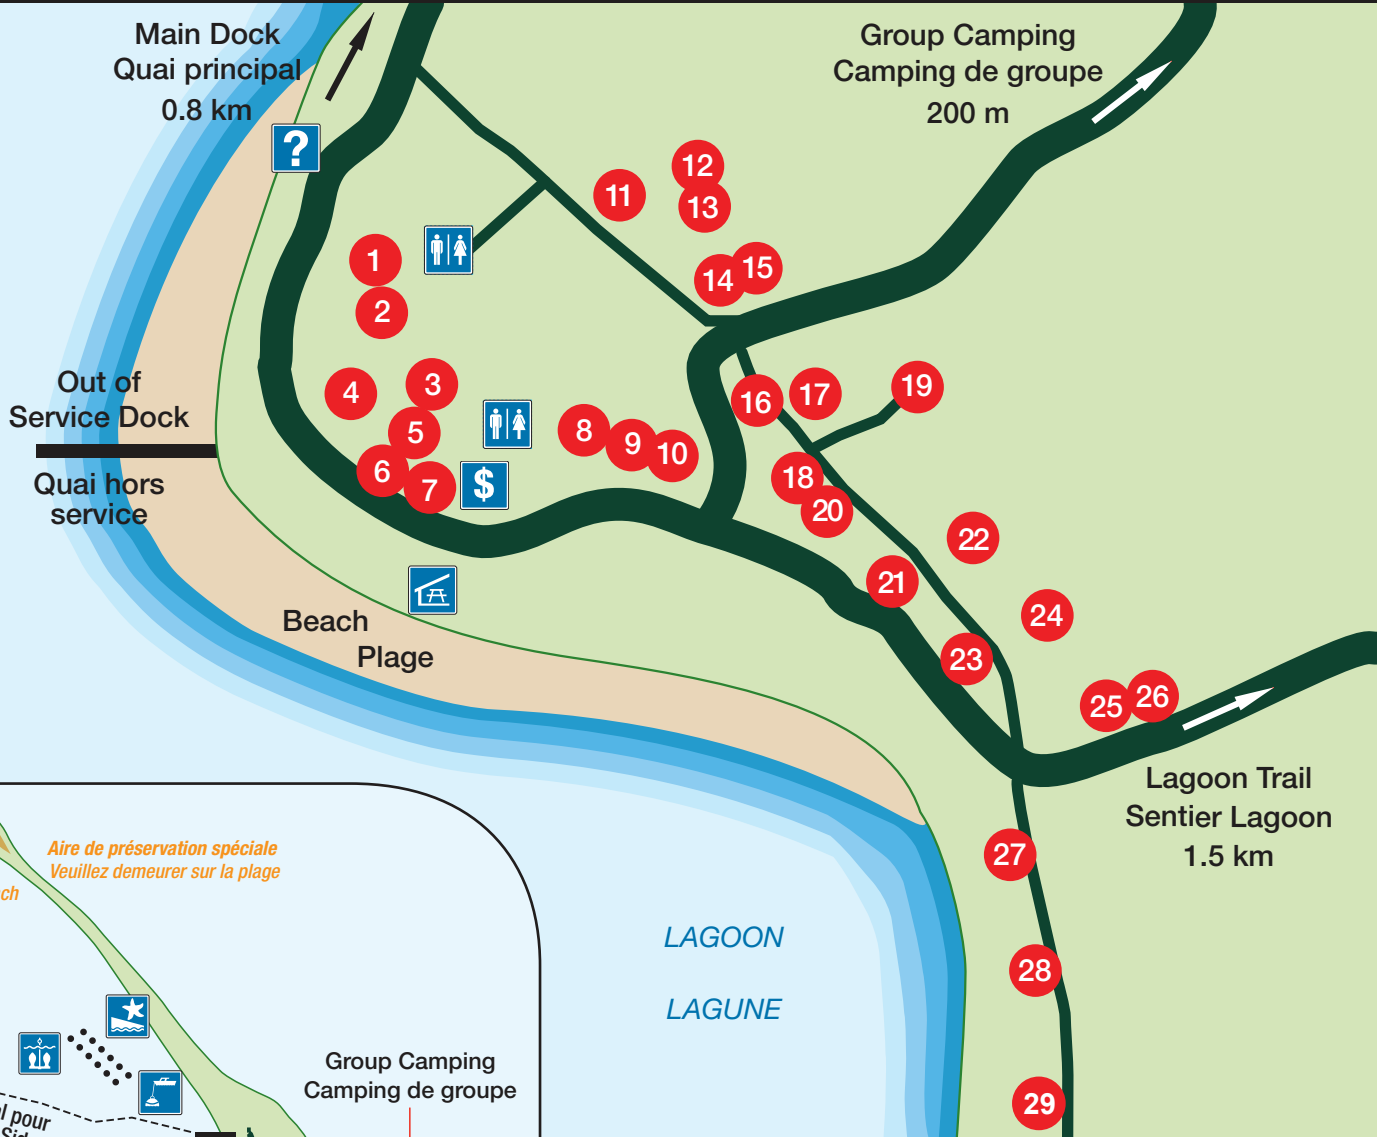 Main Dock
Quai principal
0.8 km
Group Camping
Camping de groupe
200 m
?
12
11
13
1
15
14
2
3
4
19
17
16
Out of
Service Dock
5
8
9
10
6
7
$
18
20
Quai hors
service
22
21
24
Beach
Plage
23
25
26
Lagoon Trail
Sentier Lagoon
1.5 km
27
28
29
LAGOON
LAGUNE
Aire de préservation spéciale
Veuillez demeurer sur la plage
Group Camping
Camping de groupe
pour